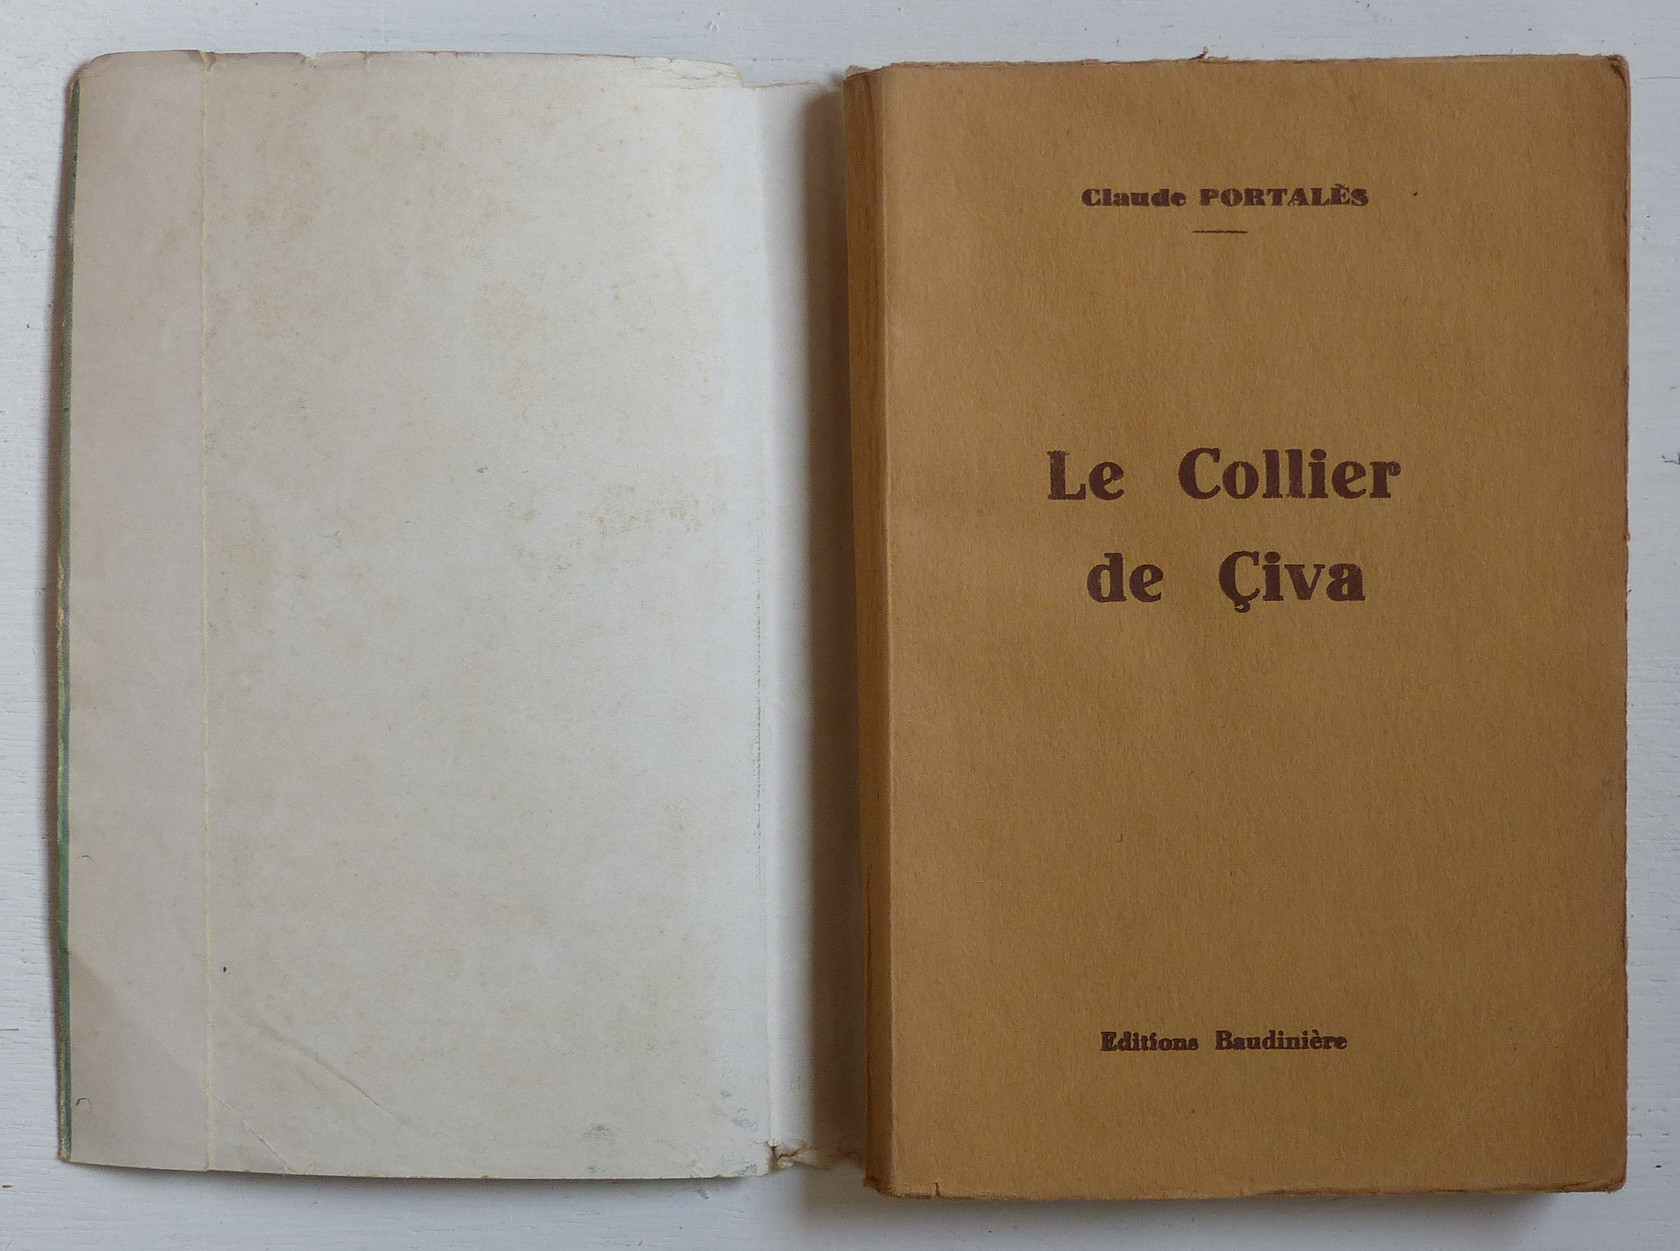 Claude PORTALÈS
Le Collier
de Çiva
Editions Baudinière